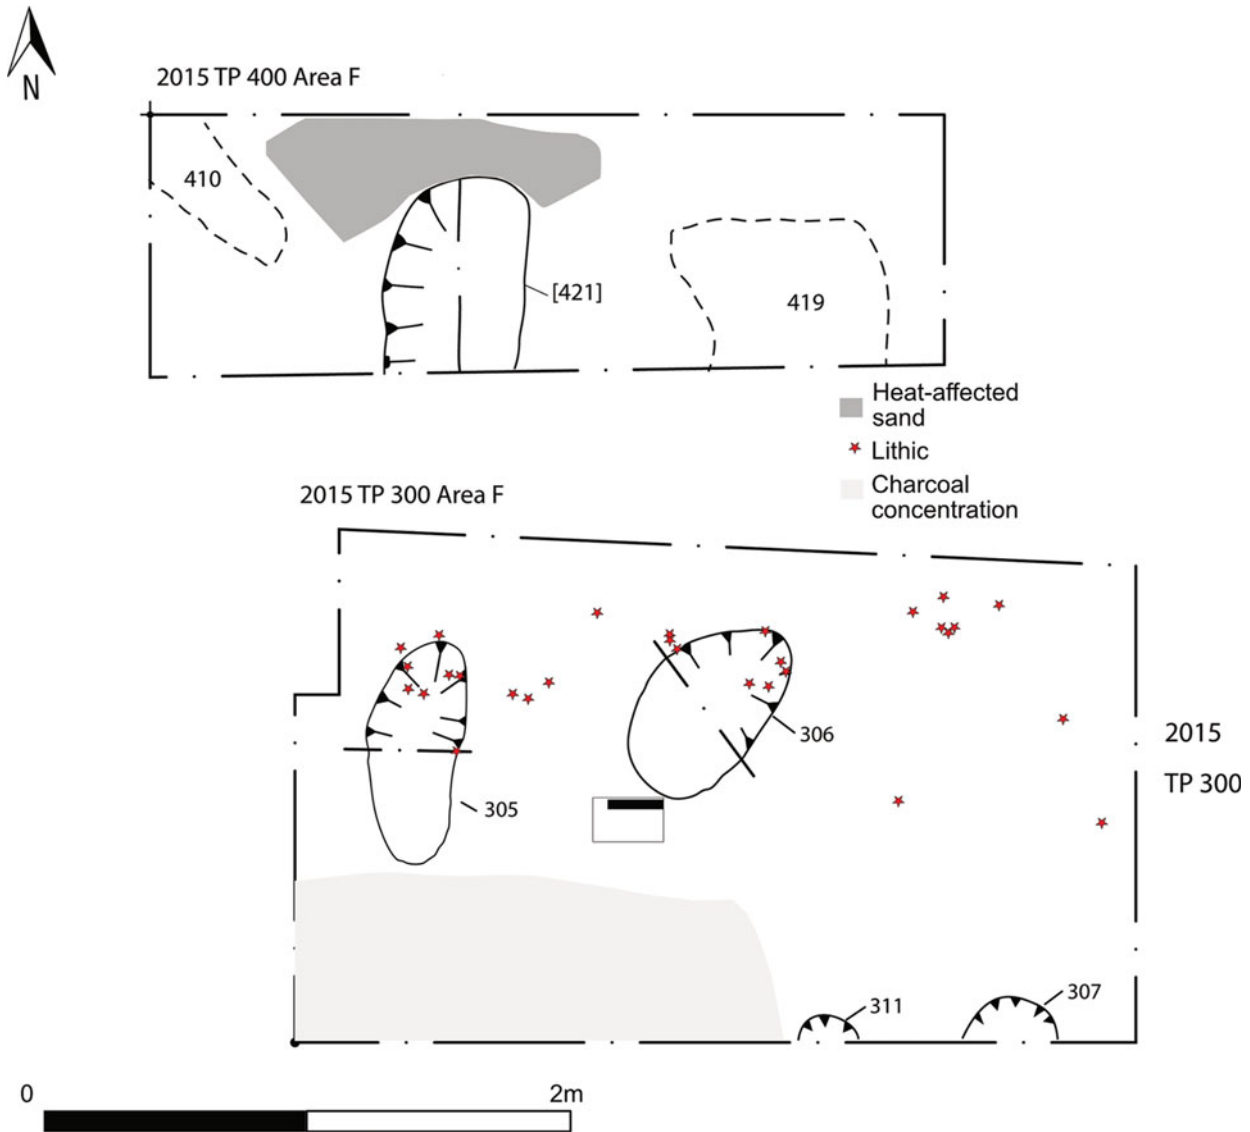 N
2015 TP 400 Area F
410
[421]
419
Heat-affected
sand
Lithic
Charcoal
concentration
2015 TP 300 Area F
306
305
2015
TP 300
311
307
0
2m